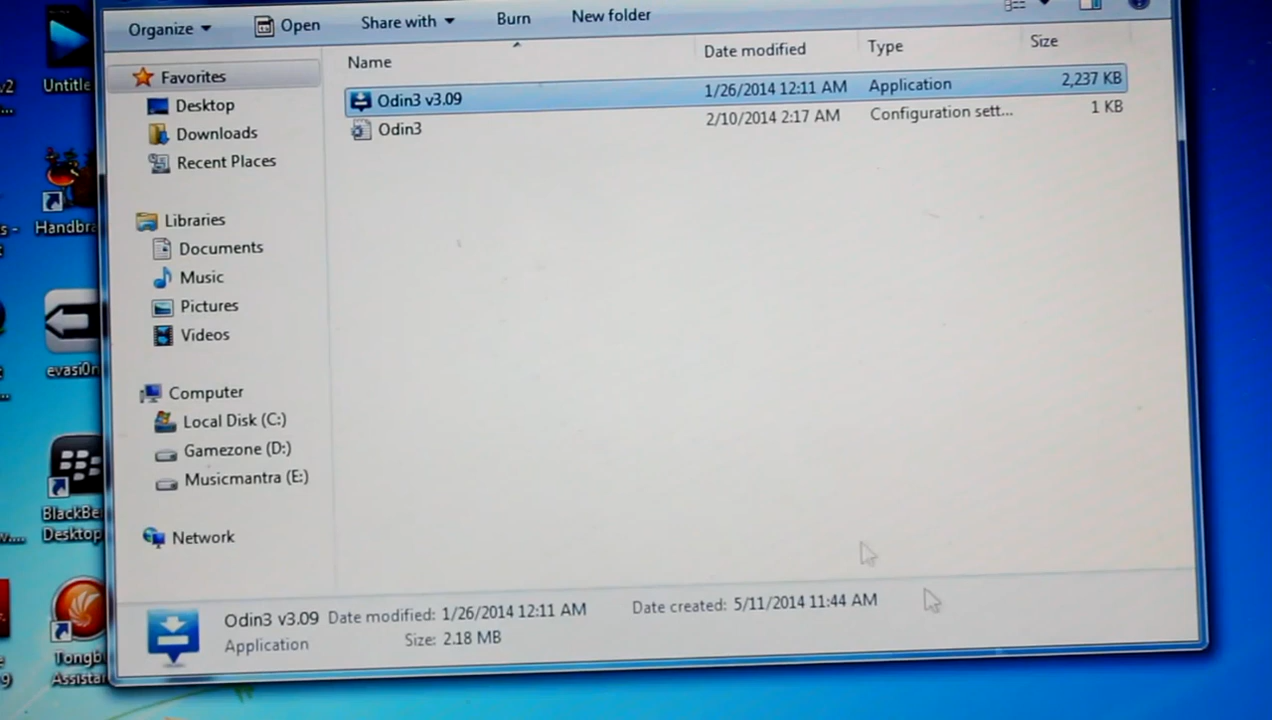 Organize Open Share with Burn New folder
Name Date modified Type Size
Odin3 v3.09 1/26/2014 12:11 AM Application 2,237 KB
Odin3 2/10/2014 2:17 AM Configuration sett... 1 KB
Favorites
Desktop
Downloads
Recent Places
Libraries
Documents
Music
Pictures
Videos
Computer
Local Disk (C:)
Gamezone (D:)
Musicmantra (E:)
Network
Odin3 v3.09 Date modified: 1/26/2014 12:11 AM Date created: 5/11/2014 11:44 AM
Application Size: 2.18 MB
Untitle
Handbra
evasi0n
BlackBe
Desktop
Tongb
Assista